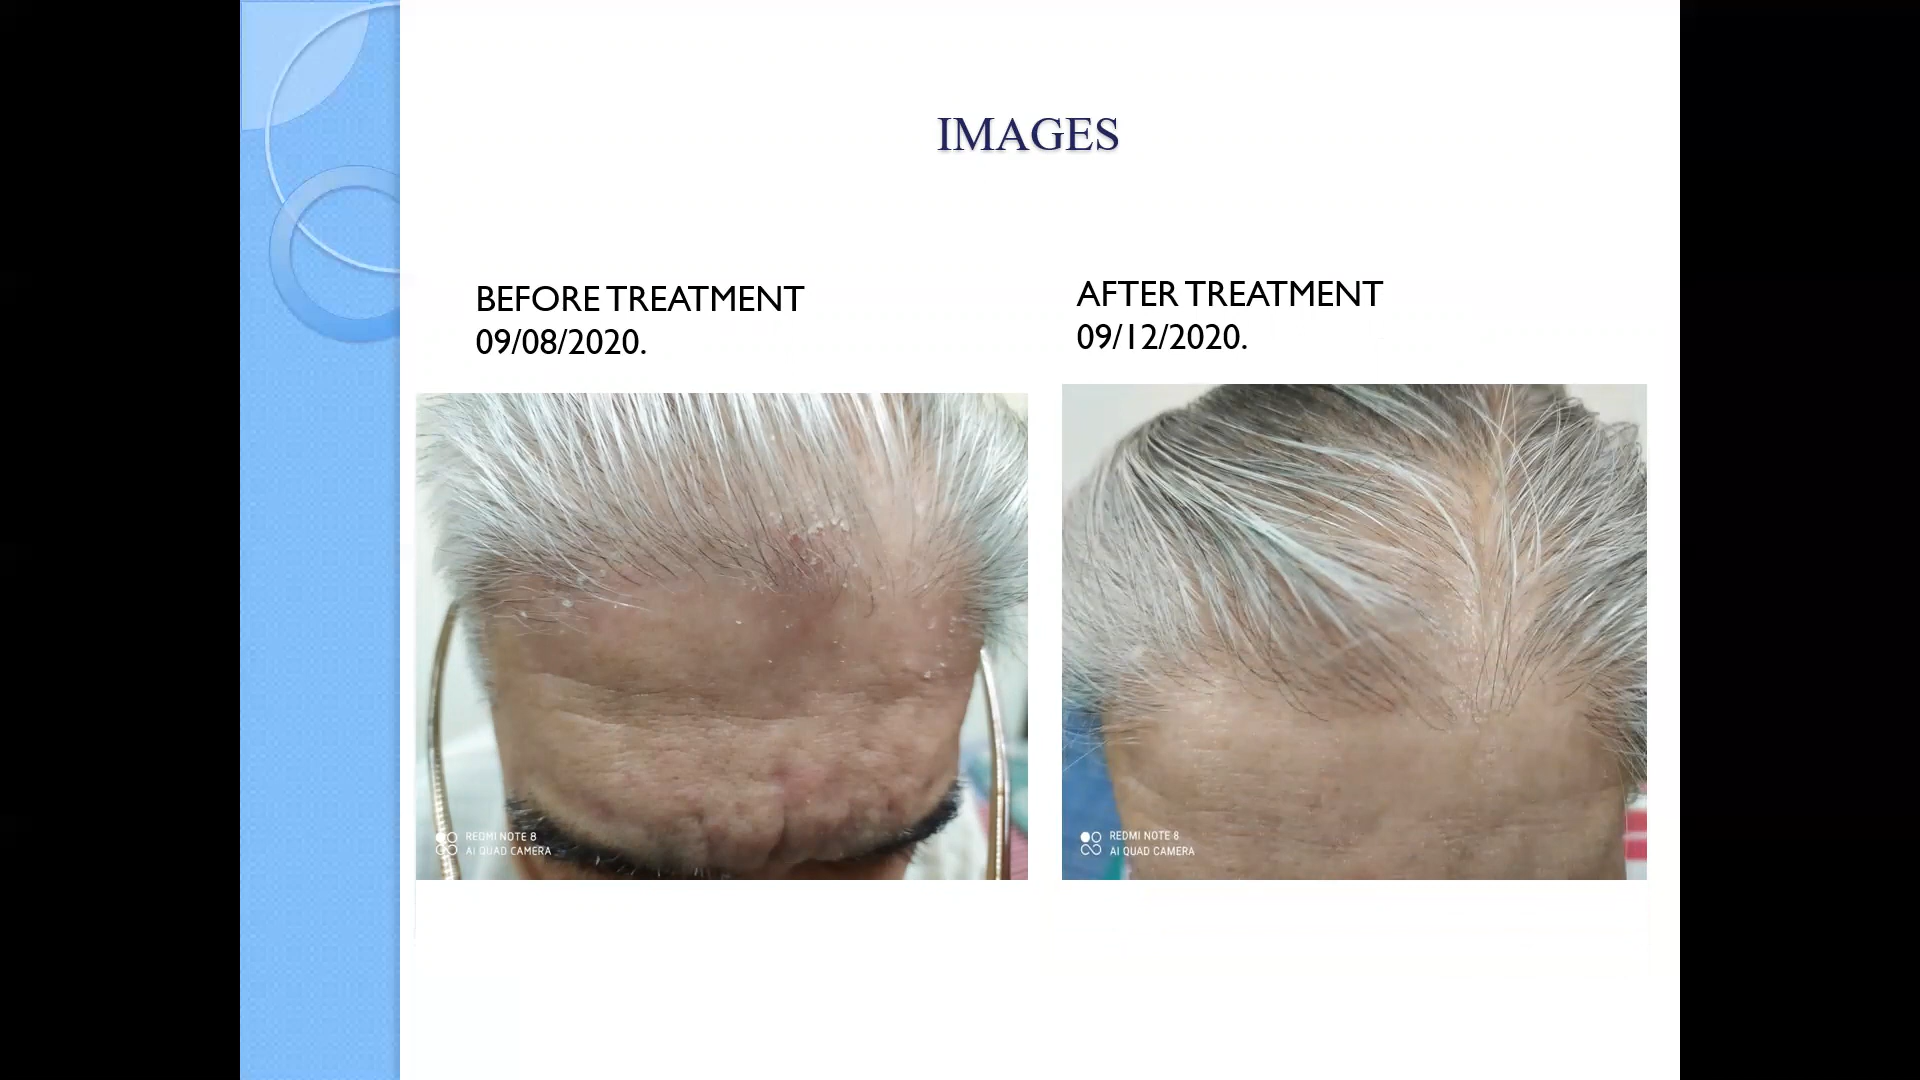 IMAGES
BEFORE TREATMENT
09/08/2020.
AFTER TREATMENT
09/12/2020.
REDMI NOTE 8
AI QUAD CAMERA
REDMI NOTE 8
AI QUAD CAMERA